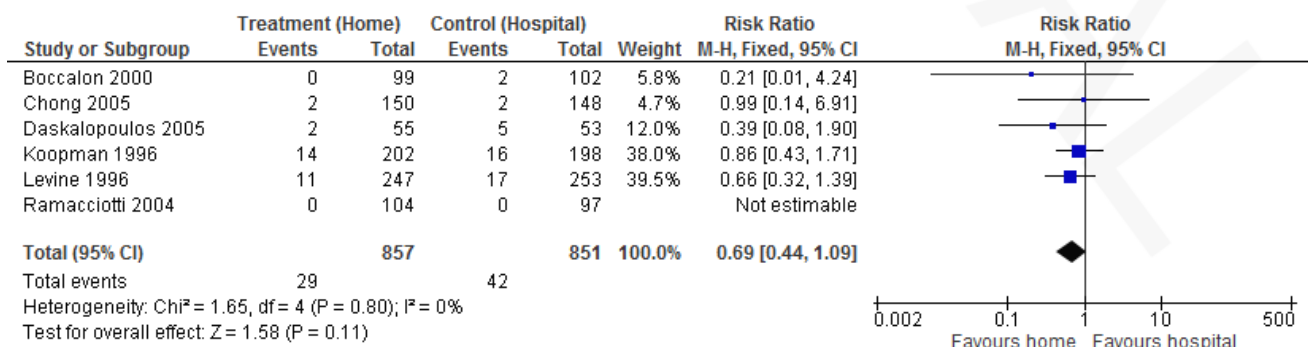 Treatment (Home) Control (Hospital) Risk Ratio Risk Ratio
Study or Subgroup Events Total Events Total Weight M-H, Fixed, 95% CI M-H, Fixed, 95% CI
Boccalon 2000 0 99 2 102 5.8% 0.21 [0.01, 4.24]
Chong 2005 2 150 2 148 4.7% 0.99 [0.14, 6.91]
Daskalopoulos 2005 2 55 5 53 12.0% 0.39 [0.08, 1.90]
Koopman 1996 14 202 16 198 38.0% 0.86 [0.43, 1.71]
Levine 1996 11 247 17 253 39.5% 0.66 [0.32, 1.39]
Ramacciotti 2004 0 104 0 97 Not estimable
Total (95% CI) 857 851 100.0% 0.69 [0.44, 1.09]
Total events 29 42
Heterogeneity: Chi² = 1.65, df = 4 (P = 0.80); I² = 0%
Test for overall effect: Z = 1.58 (P = 0.11)
0.002 0.1 1 10 500
Favours home Favours hospital